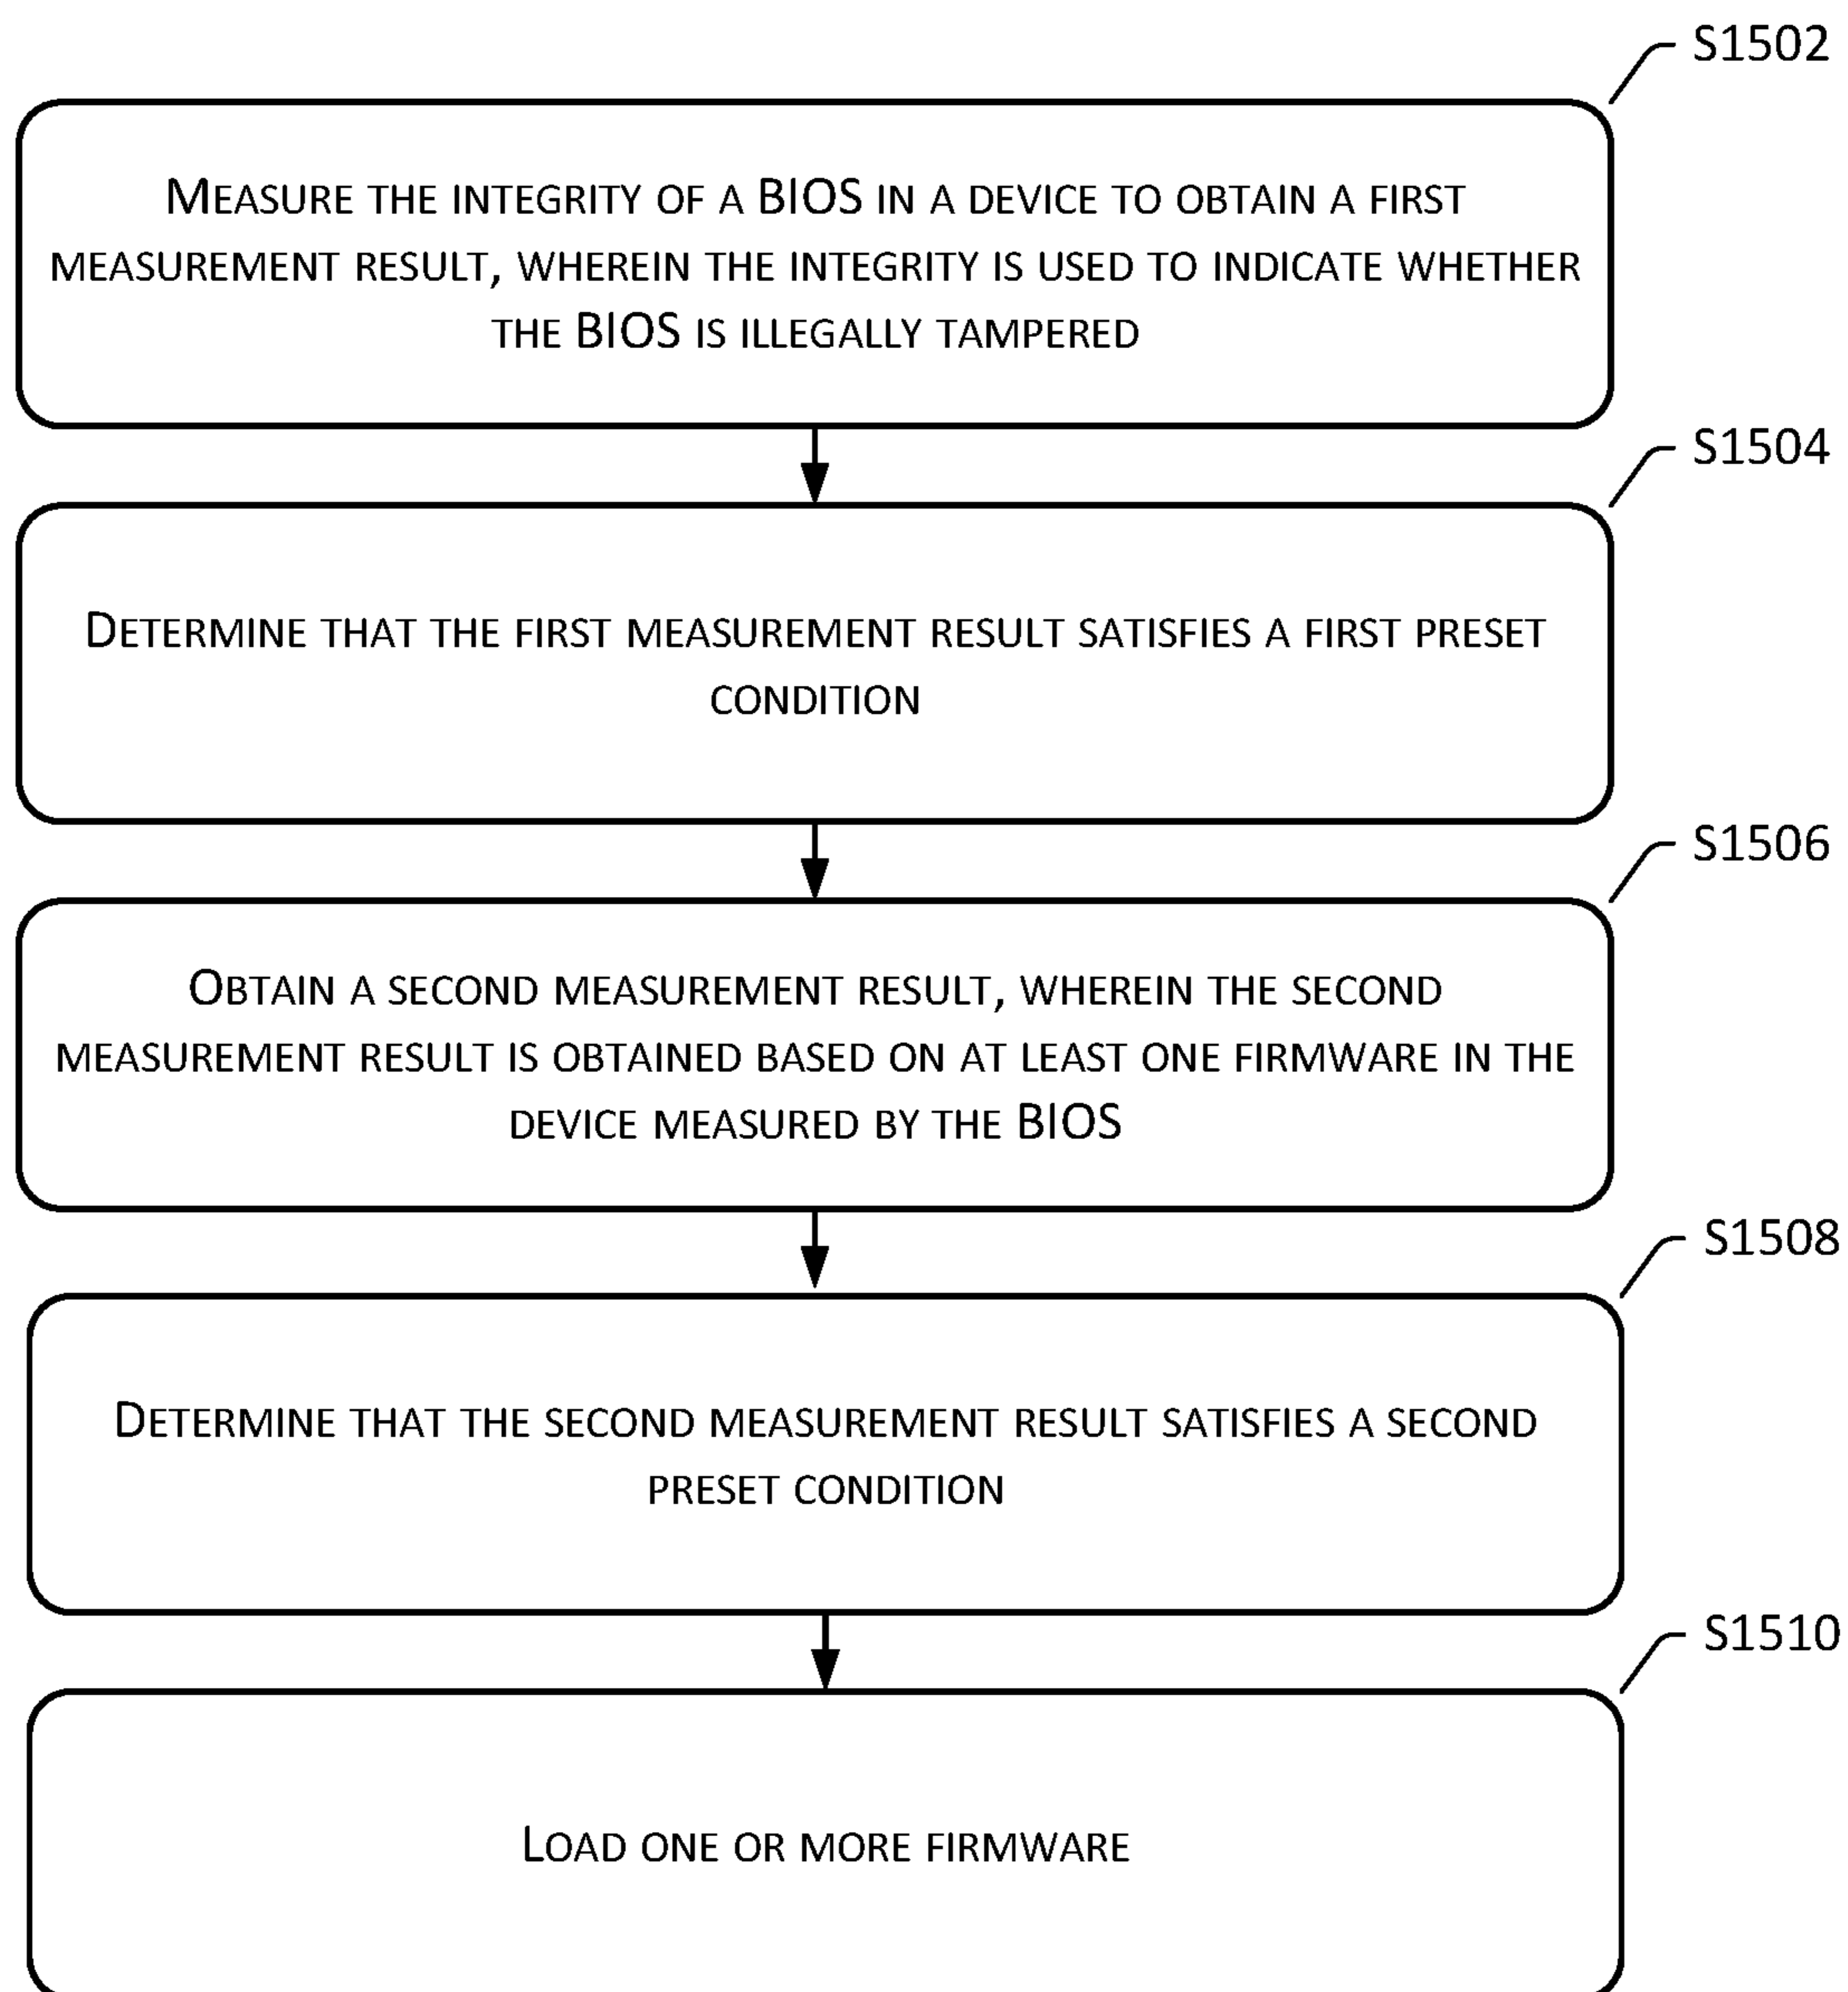 S1502
MEASURE THE INTEGRITY OF A BIOS IN A DEVICE TO OBTAIN A FIRST
MEASUREMENT RESULT, WHEREIN THE INTEGRITY IS USED TO INDICATE WHETHER
THE BIOS IS ILLEGALLY TAMPERED
S1504
DETERMINE THAT THE FIRST MEASUREMENT RESULT SATISFIES A FIRST PRESET
CONDITION
S1506
OBTAIN A SECOND MEASUREMENT RESULT, WHEREIN THE SECOND
MEASUREMENT RESULT IS OBTAINED BASED ON AT LEAST ONE FIRMWARE IN THE
DEVICE MEASURED BY THE BIOS
S1508
DETERMINE THAT THE SECOND MEASUREMENT RESULT SATISFIES A SECOND
PRESET CONDITION
S1510
LOAD ONE OR MORE FIRMWARE